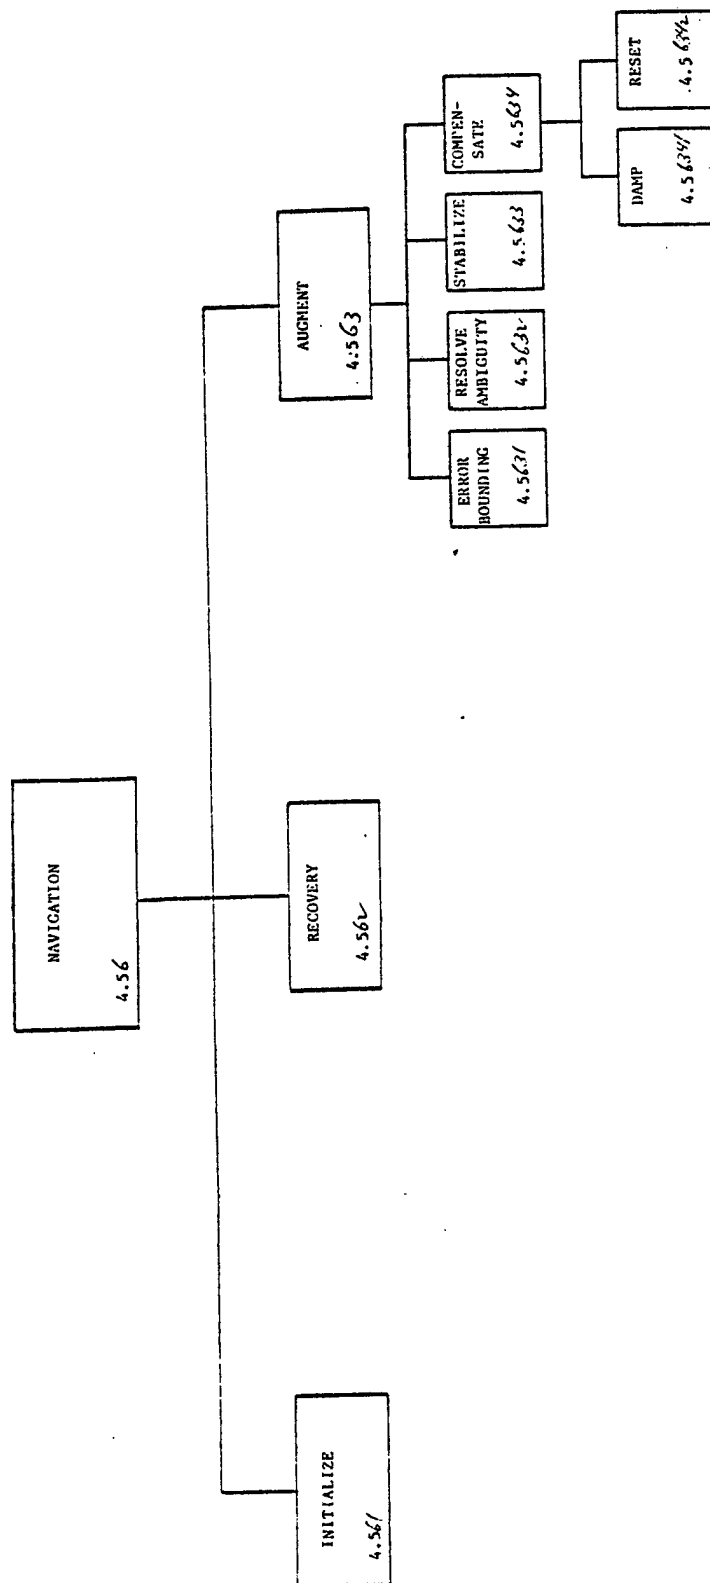 NAVIGATION
4.56
INITIALIZE
4.561
RECOVERY
4.562
AUGMENT
4.563
ERROR
BOUNDING
4.5631
RESOLVE
AMBIGUITY
4.5632
STABILIZE
4.5633
COMPEN-
SATE
4.5634
DAMP
4.56341
RESET
4.56342